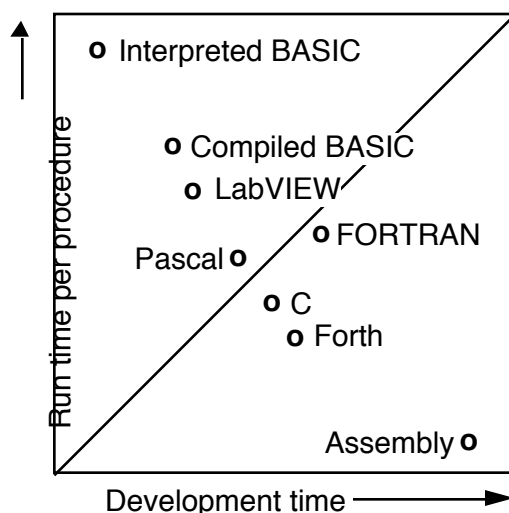 Interpreted BASIC
Compiled BASIC
LabVIEW
FORTRAN
Pascal
C
Forth
Assembly
Run time per procedure
Development time